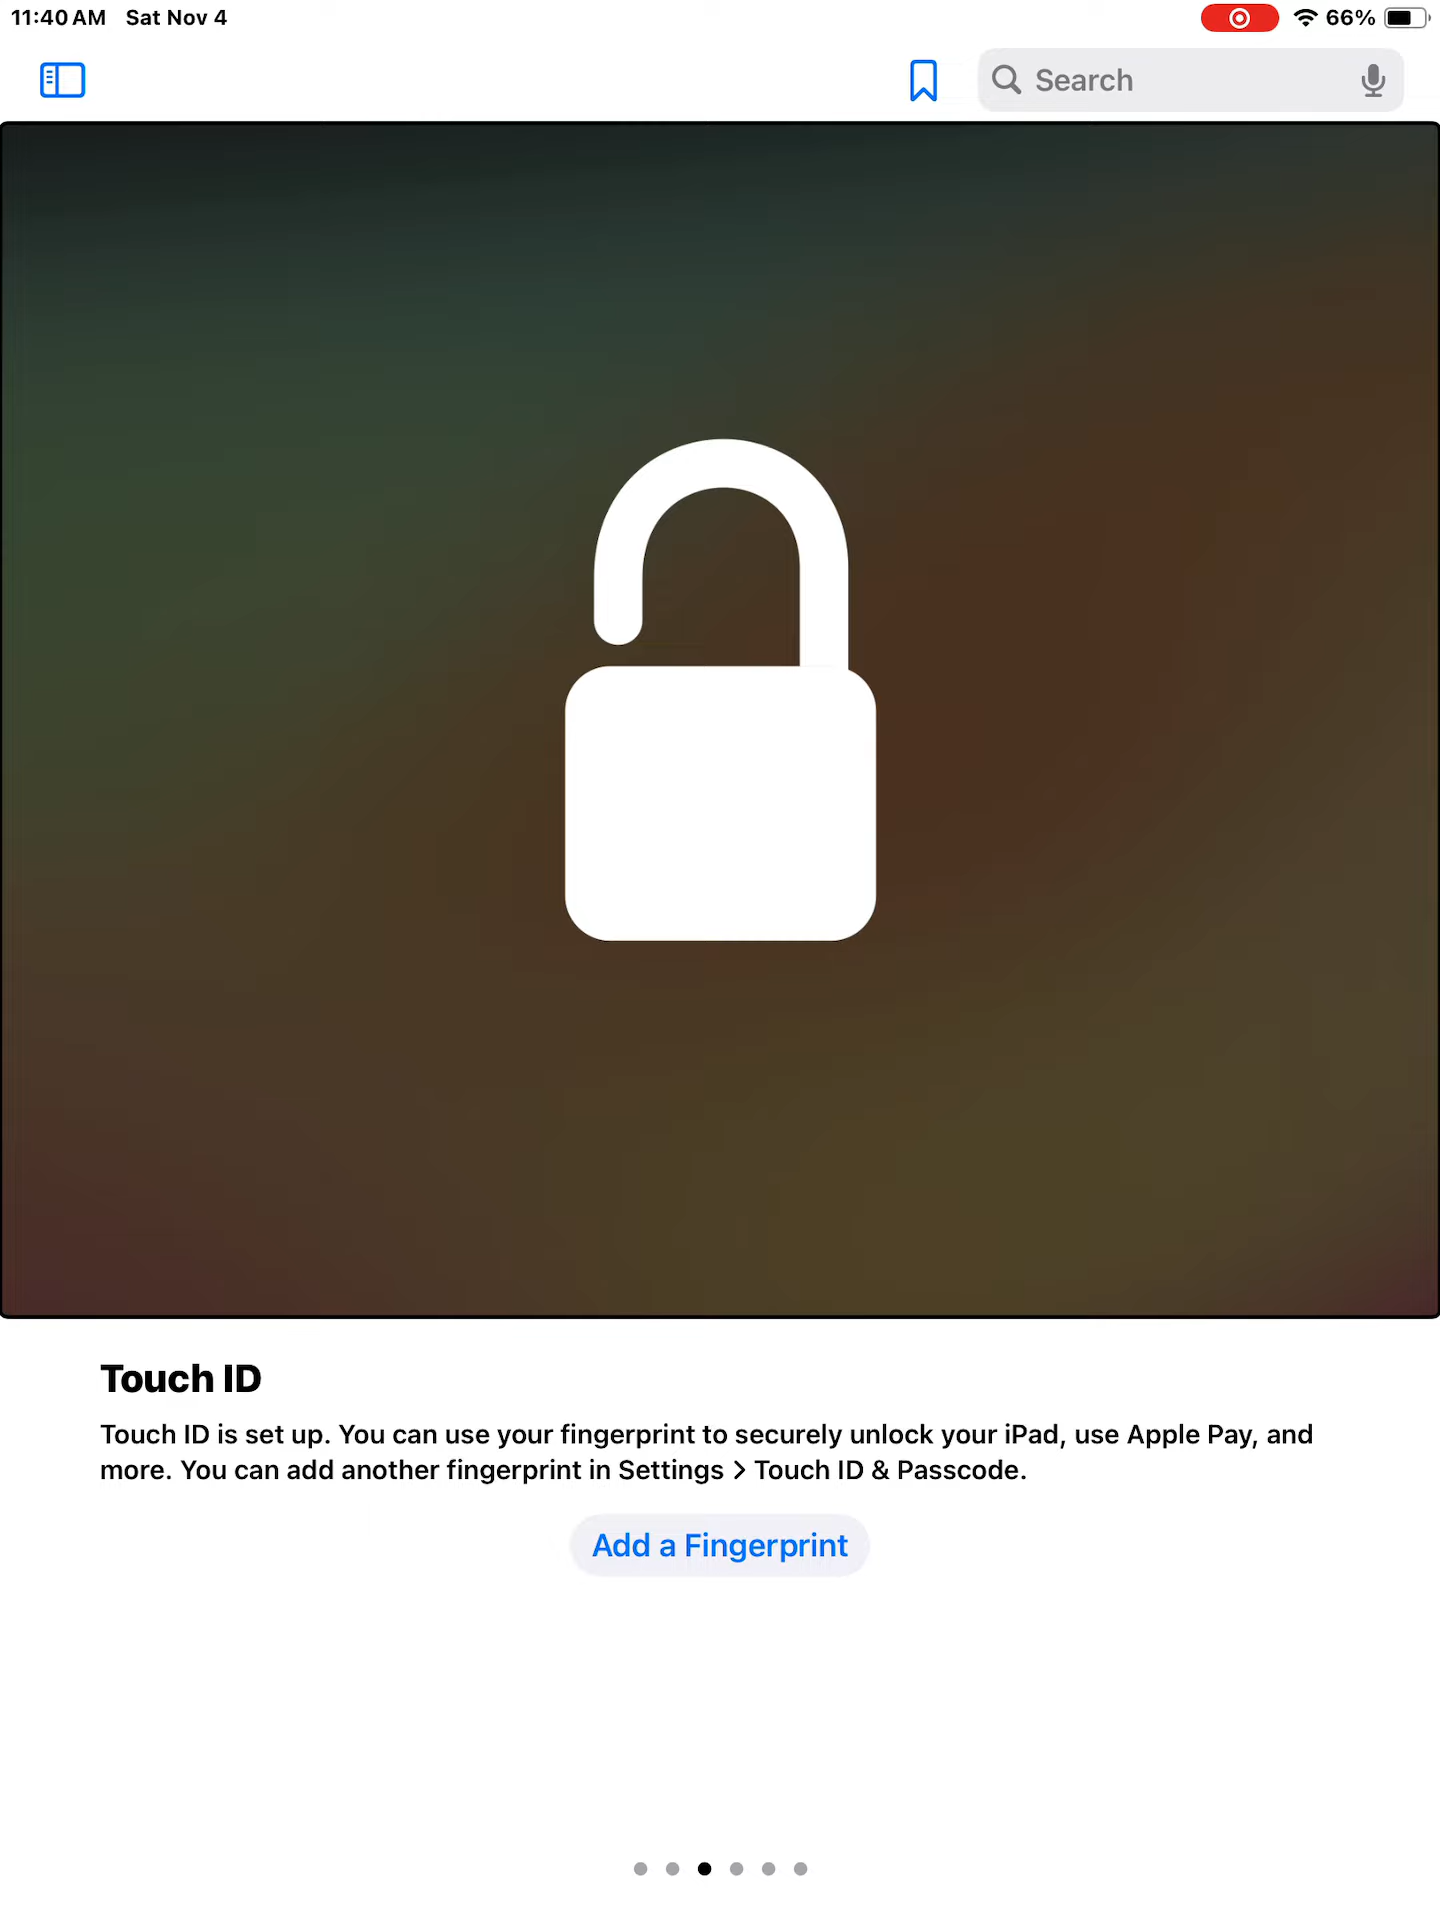 11:40 AM Sat Nov 4 66%
Search
Touch ID
Touch ID is set up. You can use your fingerprint to securely unlock your iPad, use Apple Pay, and
more. You can add another fingerprint in Settings > Touch ID & Passcode.
Add a Fingerprint